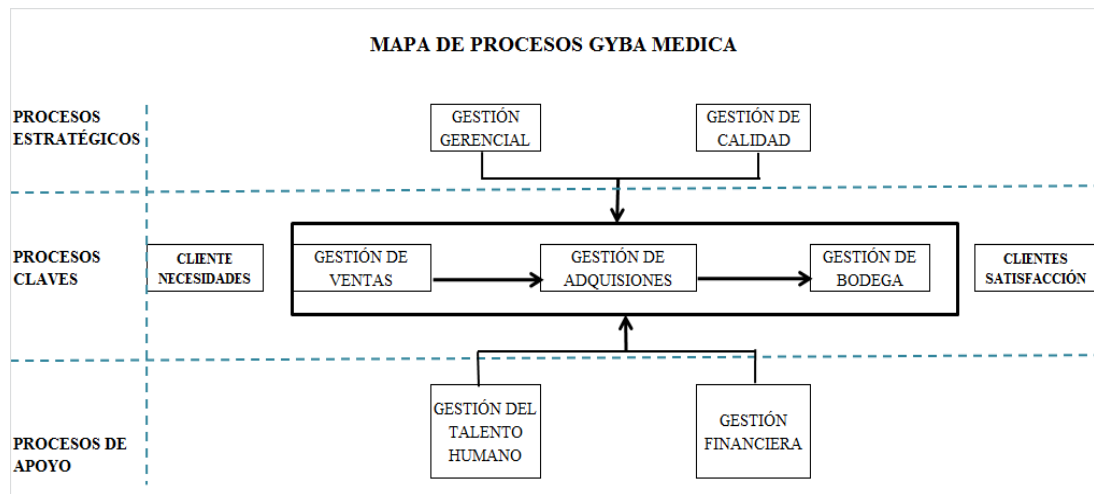 MAPA DE PROCESOS GYBA MEDICA
PROCESOS
ESTRATÉGICOS
GESTIÓN
GERENCIAL
GESTIÓN DE
CALIDAD
PROCESOS
CLAVES
CLIENTE
NECESIDADES
GESTIÓN DE
VENTAS
GESTIÓN DE
ADQUISIONES
GESTIÓN DE
BODEGA
CLIENTES
SATISFACCIÓN
PROCESOS DE
APOYO
GESTIÓN DEL
TALENTO
HUMANO
GESTIÓN
FINANCIERA